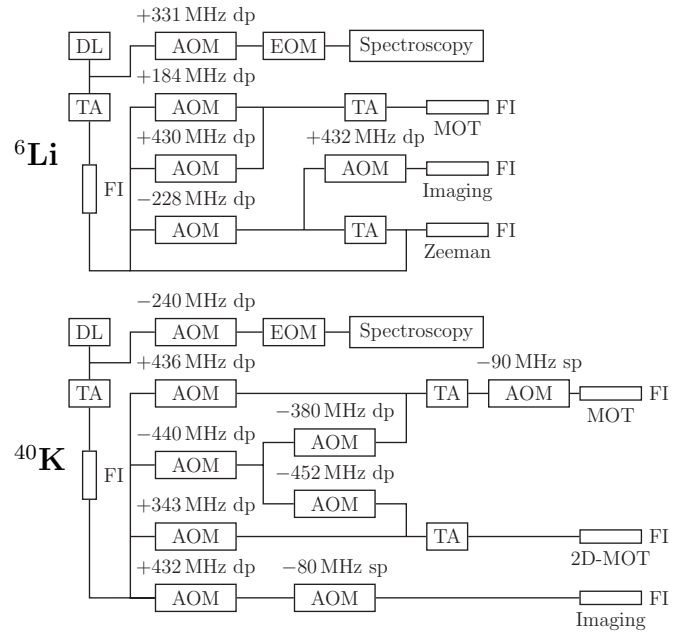 +331 MHz dp
DL AOM EOM Spectroscopy
+184 MHz dp
TA AOM TA FI
MOT
+430 MHz dp +432 MHz dp
⁶Li AOM AOM FI
FI Imaging
−228 MHz dp
AOM TA FI
Zeeman
−240 MHz dp
DL AOM EOM Spectroscopy
+436 MHz dp −90 MHz sp
TA AOM TA AOM FI
−380 MHz dp MOT
AOM
−440 MHz dp
⁴⁰K FI AOM
−452 MHz dp
AOM
+343 MHz dp
AOM TA FI
2D-MOT
+432 MHz dp −80 MHz sp
AOM AOM FI
Imaging